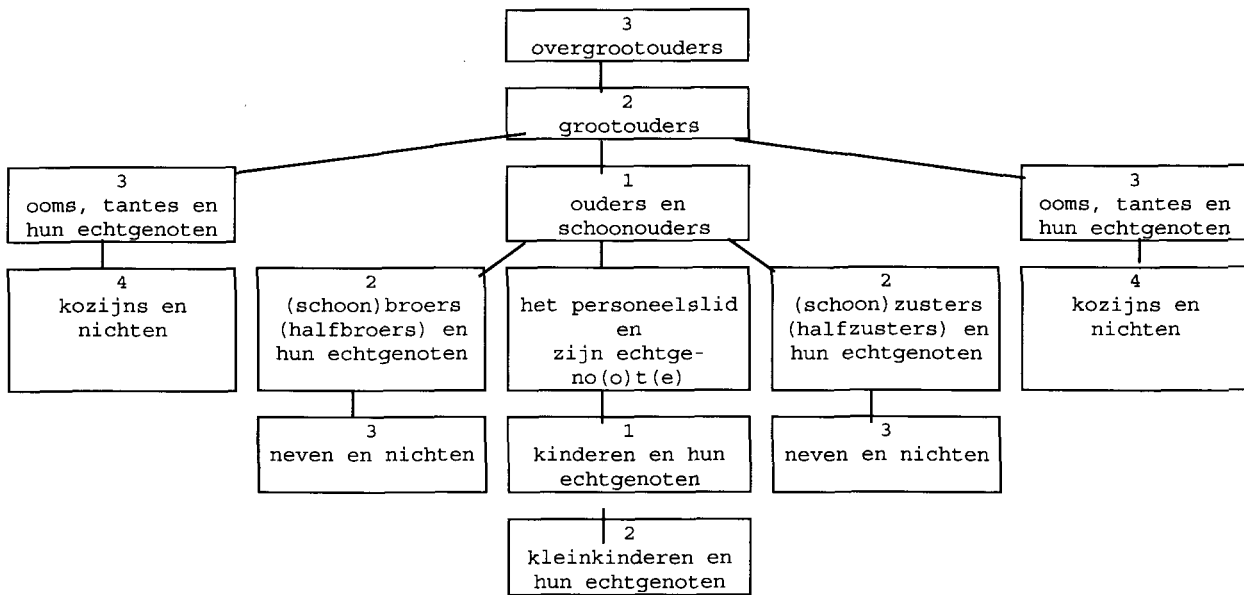 3
overgrootouders
2
grootouders
3
ooms, tantes en
hun echtgenoten
1
ouders en
schoonouders
3
ooms, tantes en
hun echtgenoten
4
kozijns en
nichten
2
(schoon)broers
(halfbroers) en
hun echtgenoten
het personeelslid
en
zijn echtge-
no(o)t(e)
2
(schoon)zusters
(halfzusters) en
hun echtgenoten
4
kozijns en
nichten
3
neven en nichten
1
kinderen en hun
echtgenoten
3
neven en nichten
2
kleinkinderen en
hun echtgenoten